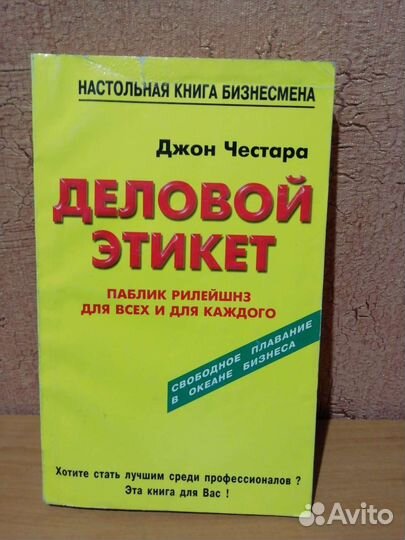 НАСТОЛЬНАЯ КНИГА БИЗНЕСМЕНА
Джон Честара
ДЕЛОВОЙ
ЭТИКЕТ
ПАБЛИК РИЛЕЙШНЗ
ДЛЯ ВСЕХ И ДЛЯ КАЖДОГО
СВОБОДНОЕ ПЛАВАНИЕ
В ОКЕАНЕ БИЗНЕСА
Хотите стать лучшим среди профессионалов ?
Эта книга для Вас !
Avito